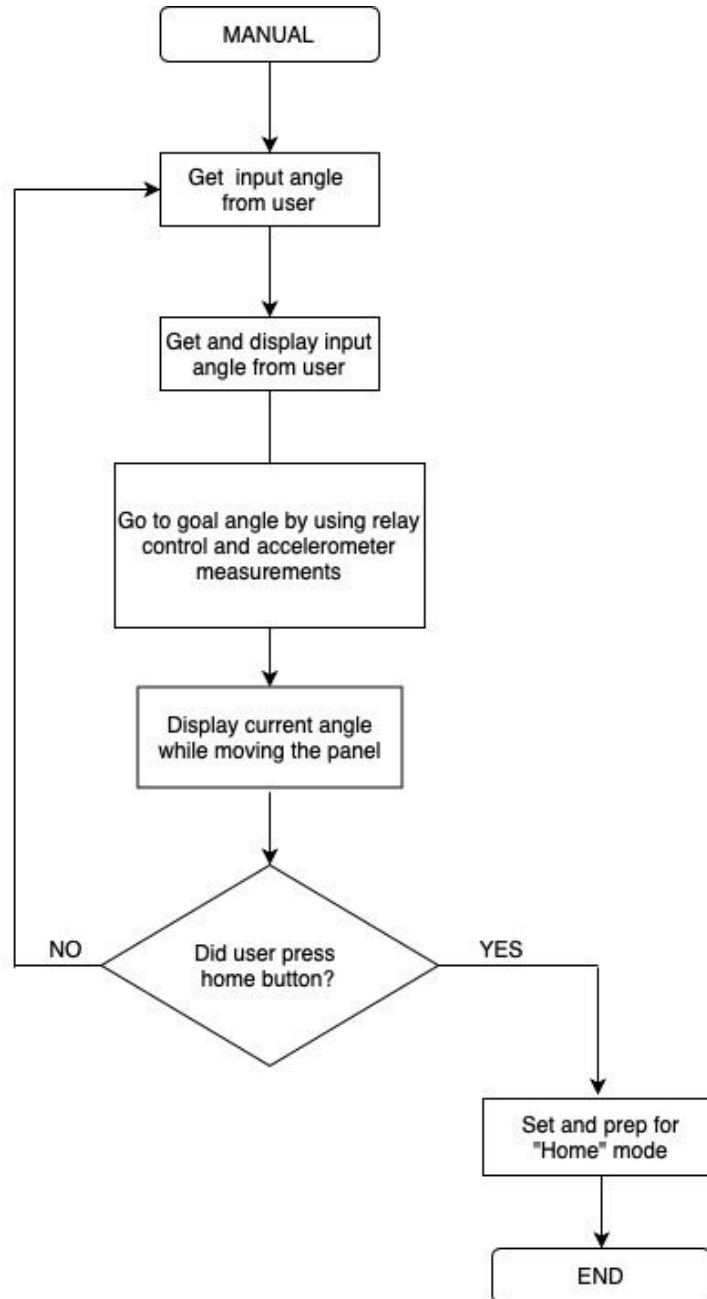 MANUAL
Get input angle
from user
Get and display input
angle from user
Go to goal angle by using relay
control and accelerometer
measurements
Display current angle
while moving the panel
Did user press
home button?
NO
YES
Set and prep for
"Home" mode
END